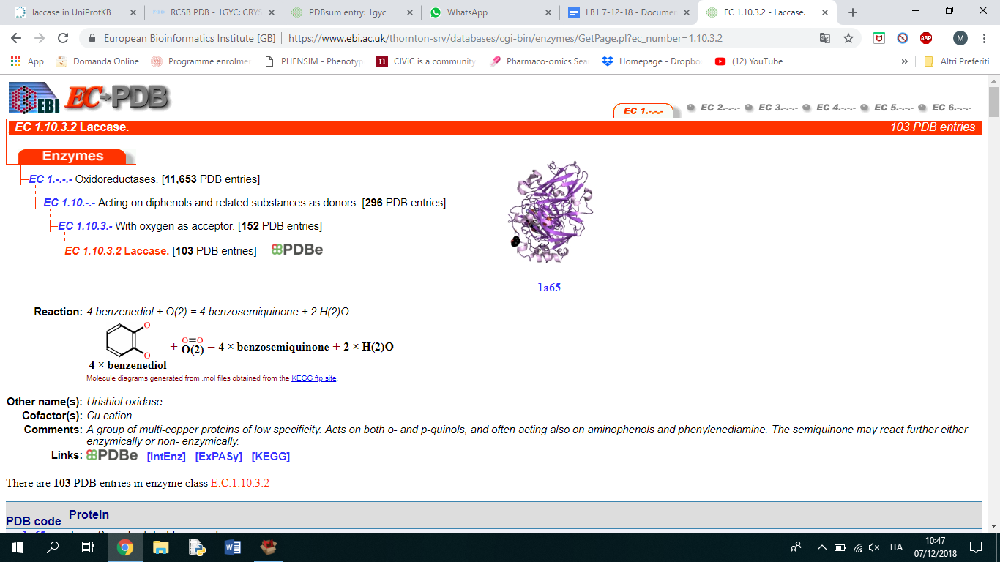 laccase in UniProtKB
RCSB PDB - 1GYC: CRYS
PDBsum entry: 1gyc
WhatsApp
LB1 7-12-18 - Documen
EC 1.10.3.2 - Laccase.
European Bioinformatics Institute [GB] | https://www.ebi.ac.uk/thornton-srv/databases/cgi-bin/enzymes/GetPage.pl?ec_number=1.10.3.2
ABP
M
App
Domanda Online
Programme enrolmer
PHENSIM - Phenotyp
n CIViC is a community
Pharmaco-omics Sea
Homepage - Dropbo
(12) YouTube
»
Altri Preferiti
EBI EC→PDB
EC 1.-.-.-
EC 2.-.-.-
EC 3.-.-.-
EC 4.-.-.-
EC 5.-.-.-
EC 6.-.-.-
EC 1.10.3.2 Laccase.
103 PDB entries
Enzymes
EC 1.-.-.- Oxidoreductases. [11,653 PDB entries]
EC 1.10.-.- Acting on diphenols and related substances as donors. [296 PDB entries]
EC 1.10.3.- With oxygen as acceptor. [152 PDB entries]
EC 1.10.3.2 Laccase. [103 PDB entries] PDBe
1a65
Reaction: 4 benzenediol + O(2) = 4 benzosemiquinone + 2 H(2)O.
O
O
4 × benzenediol
+
O=O
O(2)
= 4 × benzosemiquinone + 2 × H(2)O
Molecule diagrams generated from .mol files obtained from the KEGG ftp site.
Other name(s): Urishiol oxidase.
Cofactor(s): Cu cation.
Comments: A group of multi-copper proteins of low specificity. Acts on both o- and p-quinols, and often acting also on aminophenols and phenylenediamine. The semiquinone may react further either
enzymically or non- enzymically.
Links: PDBe [IntEnz] [ExPASy] [KEGG]
There are 103 PDB entries in enzyme class E.C.1.10.3.2
PDB code
Protein
ITA
10:47
07/12/2018